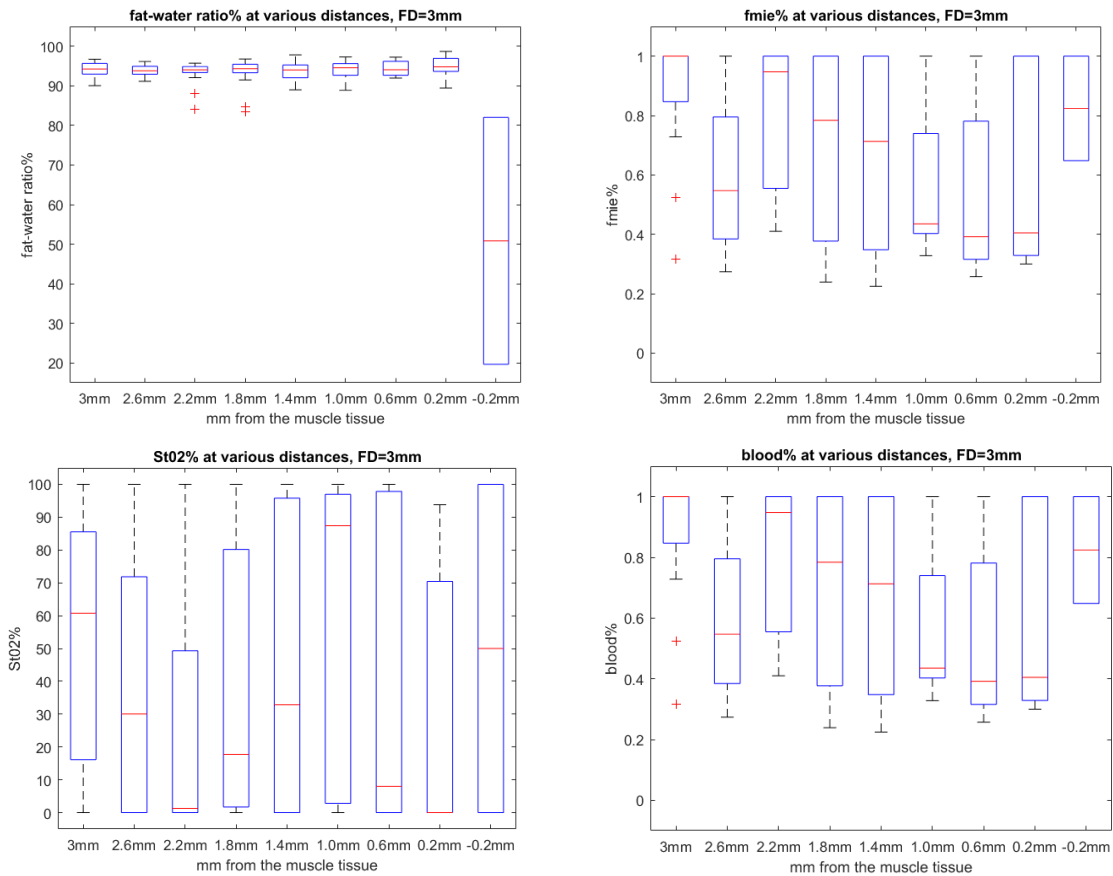 fat-water ratio% at various distances, FD=3mm
100
90
80
70
60
50
40
30
20
fat-water ratio%
3mm 2.6mm 2.2mm 1.8mm 1.4mm 1.0mm 0.6mm 0.2mm -0.2mm
mm from the muscle tissue
fmie% at various distances, FD=3mm
1
0.8
0.6
0.4
0.2
0
fmie%
3mm 2.6mm 2.2mm 1.8mm 1.4mm 1.0mm 0.6mm 0.2mm -0.2mm
mm from the muscle tissue
St02% at various distances, FD=3mm
100
90
80
70
60
50
40
30
20
10
0
St02%
3mm 2.6mm 2.2mm 1.8mm 1.4mm 1.0mm 0.6mm 0.2mm -0.2mm
mm from the muscle tissue
blood% at various distances, FD=3mm
1
0.8
0.6
0.4
0.2
0
blood%
3mm 2.6mm 2.2mm 1.8mm 1.4mm 1.0mm 0.6mm 0.2mm -0.2mm
mm from the muscle tissue